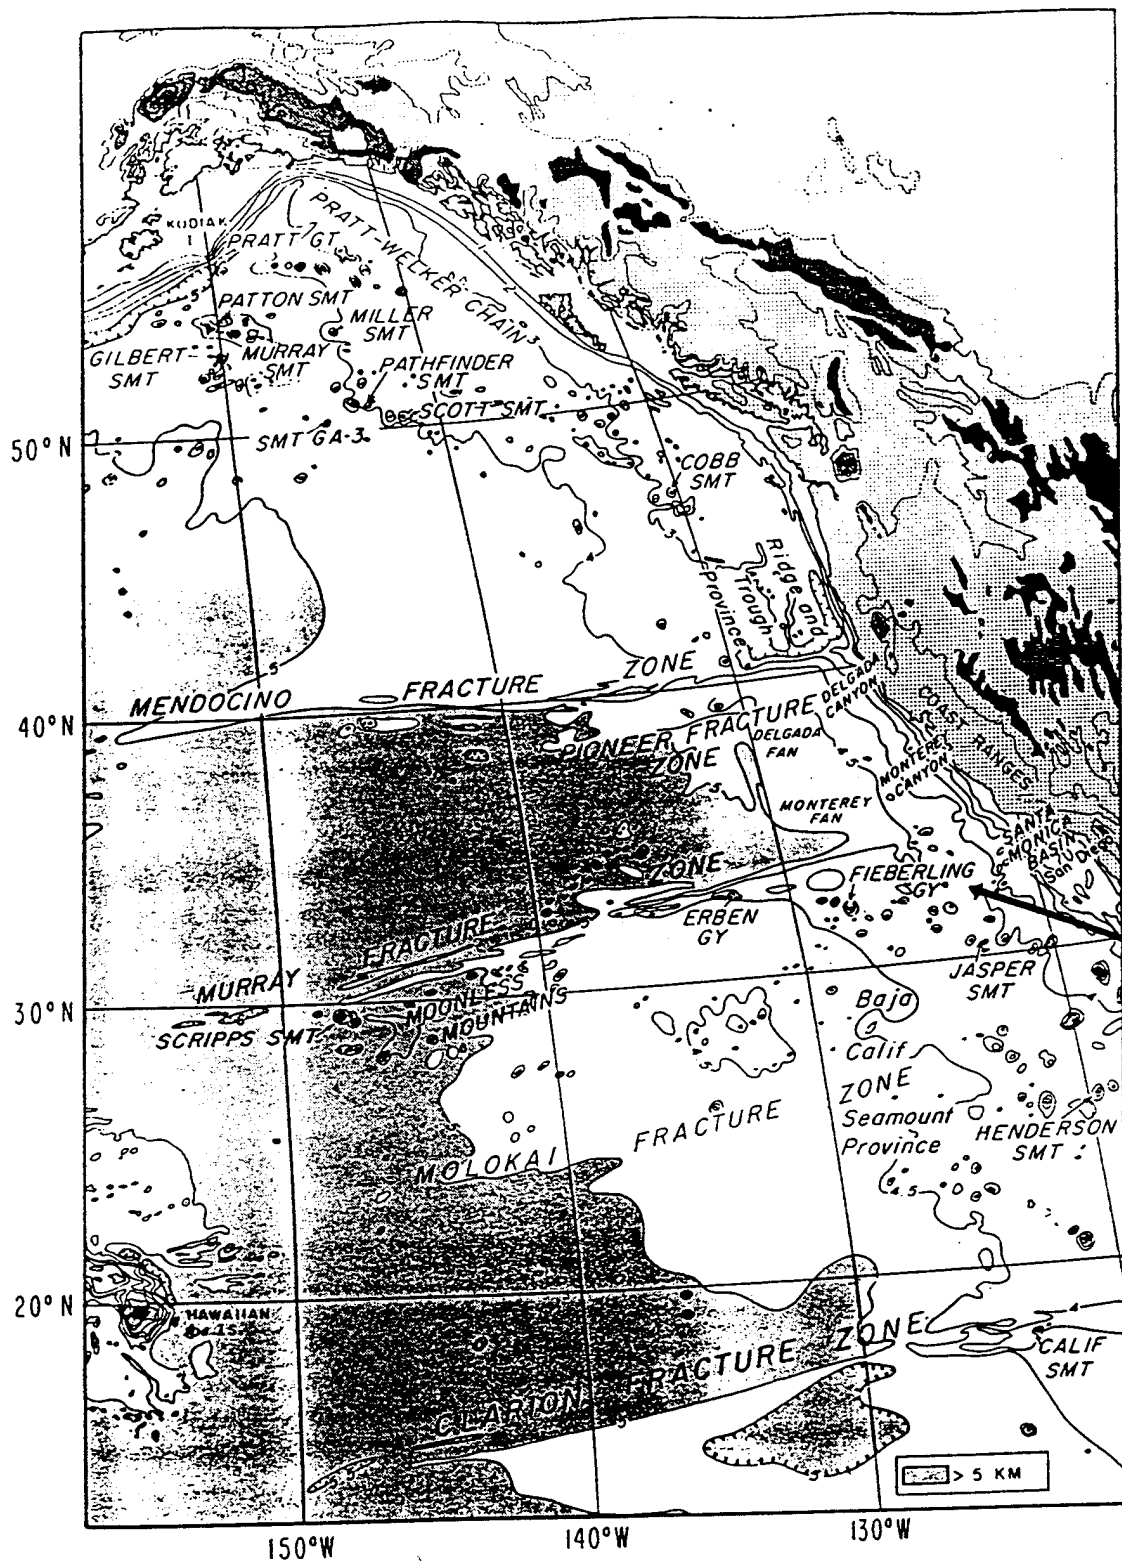 KODIAK
I
PRATT GT
PRATT-WELKER CHAIN
PATTON SMT
MILLER
SMT
GILBERT
SMT
MURRAY
SMT
PATHFINDER
SMT
SCOTT SMT
SMT GA-3
50°N
COBB
SMT
Ridge and
Trough
Province
MENDOCINO FRACTURE ZONE
40°N
PIONEER FRACTURE
ZONE
DELGADA
CANYON
DELGADA
FAN
COAST RANGES
MONTEREY
CANYON
MONTEREY
FAN
SANTA
MONICA
BASIN
San Juan
San Diego
FIEBERLING
GY
ERBEN
GY
MURRAY FRACTURE ZONE
JASPER
SMT
30°N
SCRIPPS SMT
MOONLESS
MOUNTAINS
Baja
Calif
Seamount
Province
HENDERSON
SMT
MOLOKAI FRACTURE ZONE
20°N
HAWAIIAN
IS
CLARION FRACTURE ZONE
CALIF
SMT
> 5 KM
150°W
140°W
130°W